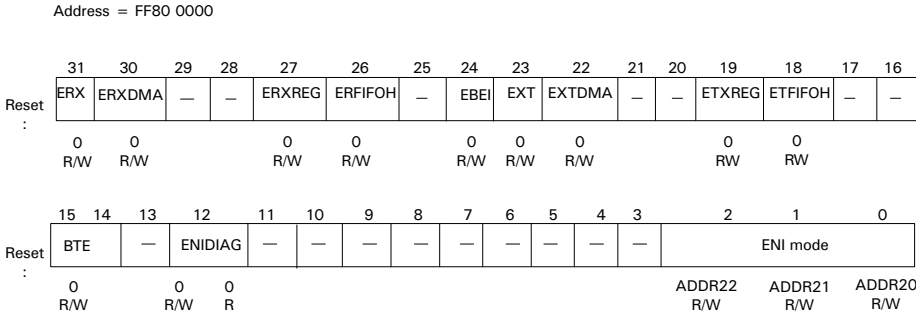 Address = FF80 0000
31 30 29 28 27 26 25 24 23 22 21 20 19 18 17 16
Reset : ERX ERXDMA — — ERXREG ERFIFOH — EBEI EXT EXTDMA — — ETXREG ETFIFOH — —
0 0 0 0 0 0 0 0 0
R/W R/W R/W R/W R/W R/W R/W RW RW
15 14 13 12 11 10 9 8 7 6 5 4 3 2 1 0
Reset : BTE — ENIDIAG — — — — — — — — — ENI mode
0 0 0 ADDR22 ADDR21 ADDR20
R/W R/W R R/W R/W R/W